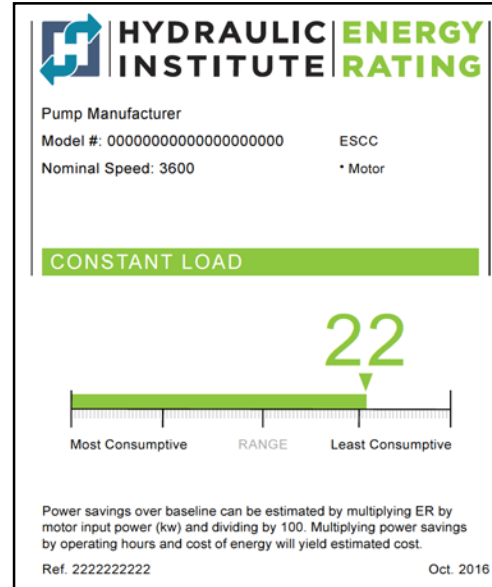 HYDRAULIC ENERGY
INSTITUTE RATING
Pump Manufacturer
Model #: 00000000000000000000 ESCC
Nominal Speed: 3600 * Motor
CONSTANT LOAD
22
Most Consumptive RANGE Least Consumptive
Power savings over baseline can be estimated by multiplying ER by
motor input power (kw) and dividing by 100. Multiplying power savings
by operating hours and cost of energy will yield estimated cost.
Ref. 2222222222 Oct. 2016